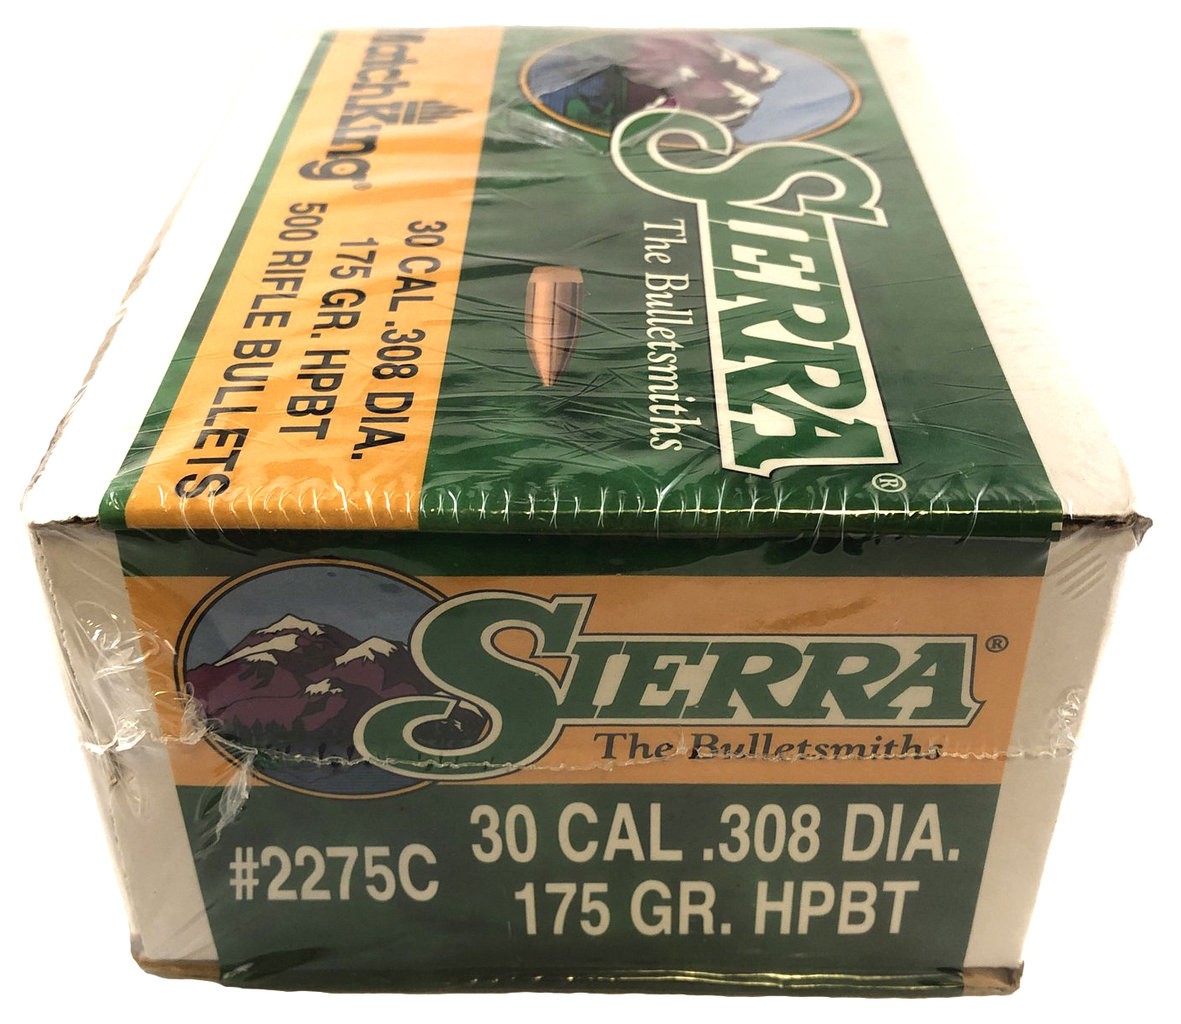 MatchKing®
30 CAL .308 DIA.
175 GR. HPBT
500 RIFLE BULLETS
SIERRA®
The Bulletsmiths
SIERRA®
The Bulletsmiths
#2275C
30 CAL .308 DIA.
175 GR. HPBT